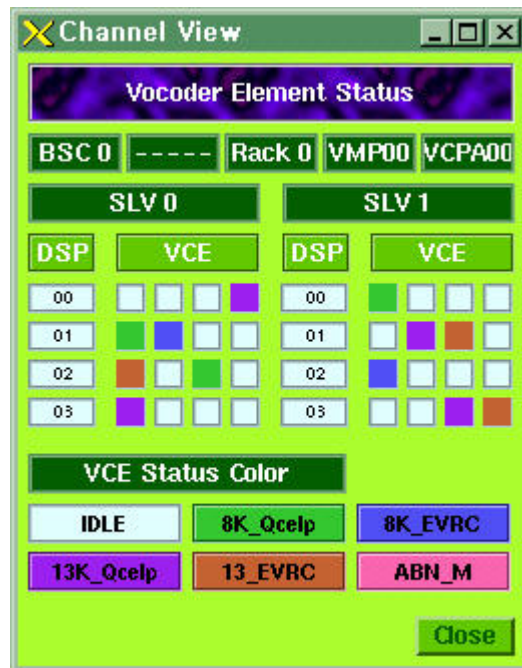 Channel View
Vocoder Element Status
BSC 0 ----- Rack 0 VMP00 VCPA00
SLV 0 SLV 1
DSP VCE DSP VCE
00 00
01 01
02 02
03 03
VCE Status Color
IDLE 8K_Qcelp 8K_EVRC
13K_Qcelp 13_EVRC ABN_M
Close